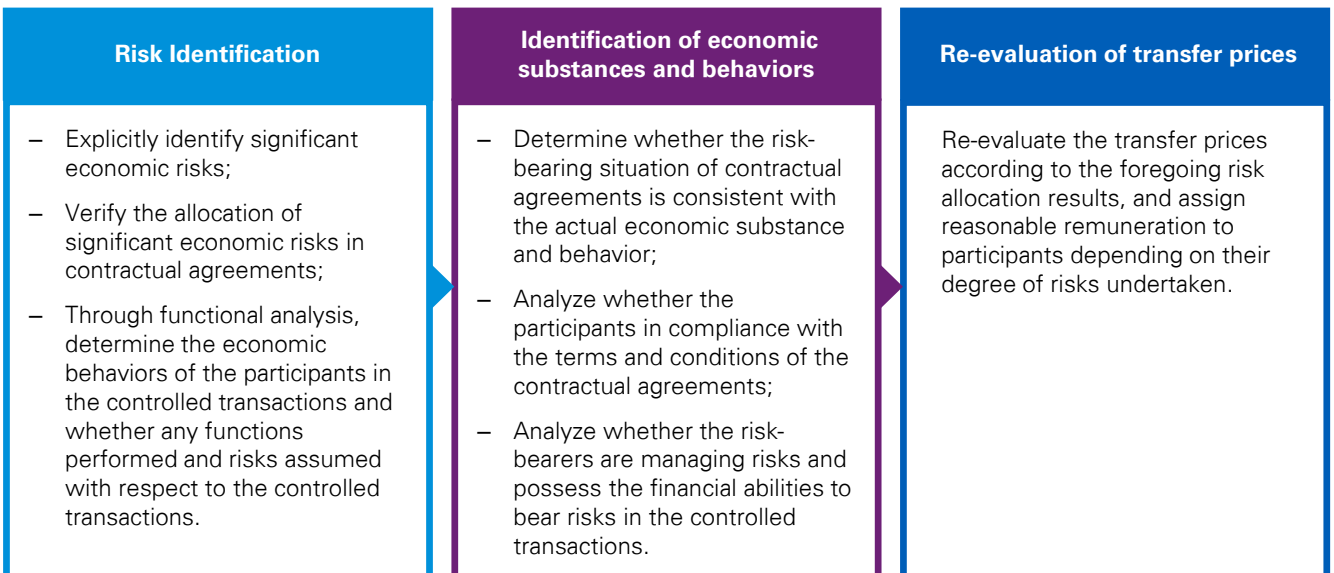 Risk Identification
– Explicitly identify significant
economic risks;
– Verify the allocation of
significant economic risks in
contractual agreements;
– Through functional analysis,
determine the economic
behaviors of the participants in
the controlled transactions and
whether any functions
performed and risks assumed
with respect to the controlled
transactions.
Identification of economic
substances and behaviors
– Determine whether the risk-
bearing situation of contractual
agreements is consistent with
the actual economic substance
and behavior;
– Analyze whether the
participants in compliance with
the terms and conditions of the
contractual agreements;
– Analyze whether the risk-
bearers are managing risks and
possess the financial abilities to
bear risks in the controlled
transactions.
Re-evaluation of transfer prices
Re-evaluate the transfer prices
according to the foregoing risk
allocation results, and assign
reasonable remuneration to
participants depending on their
degree of risks undertaken.